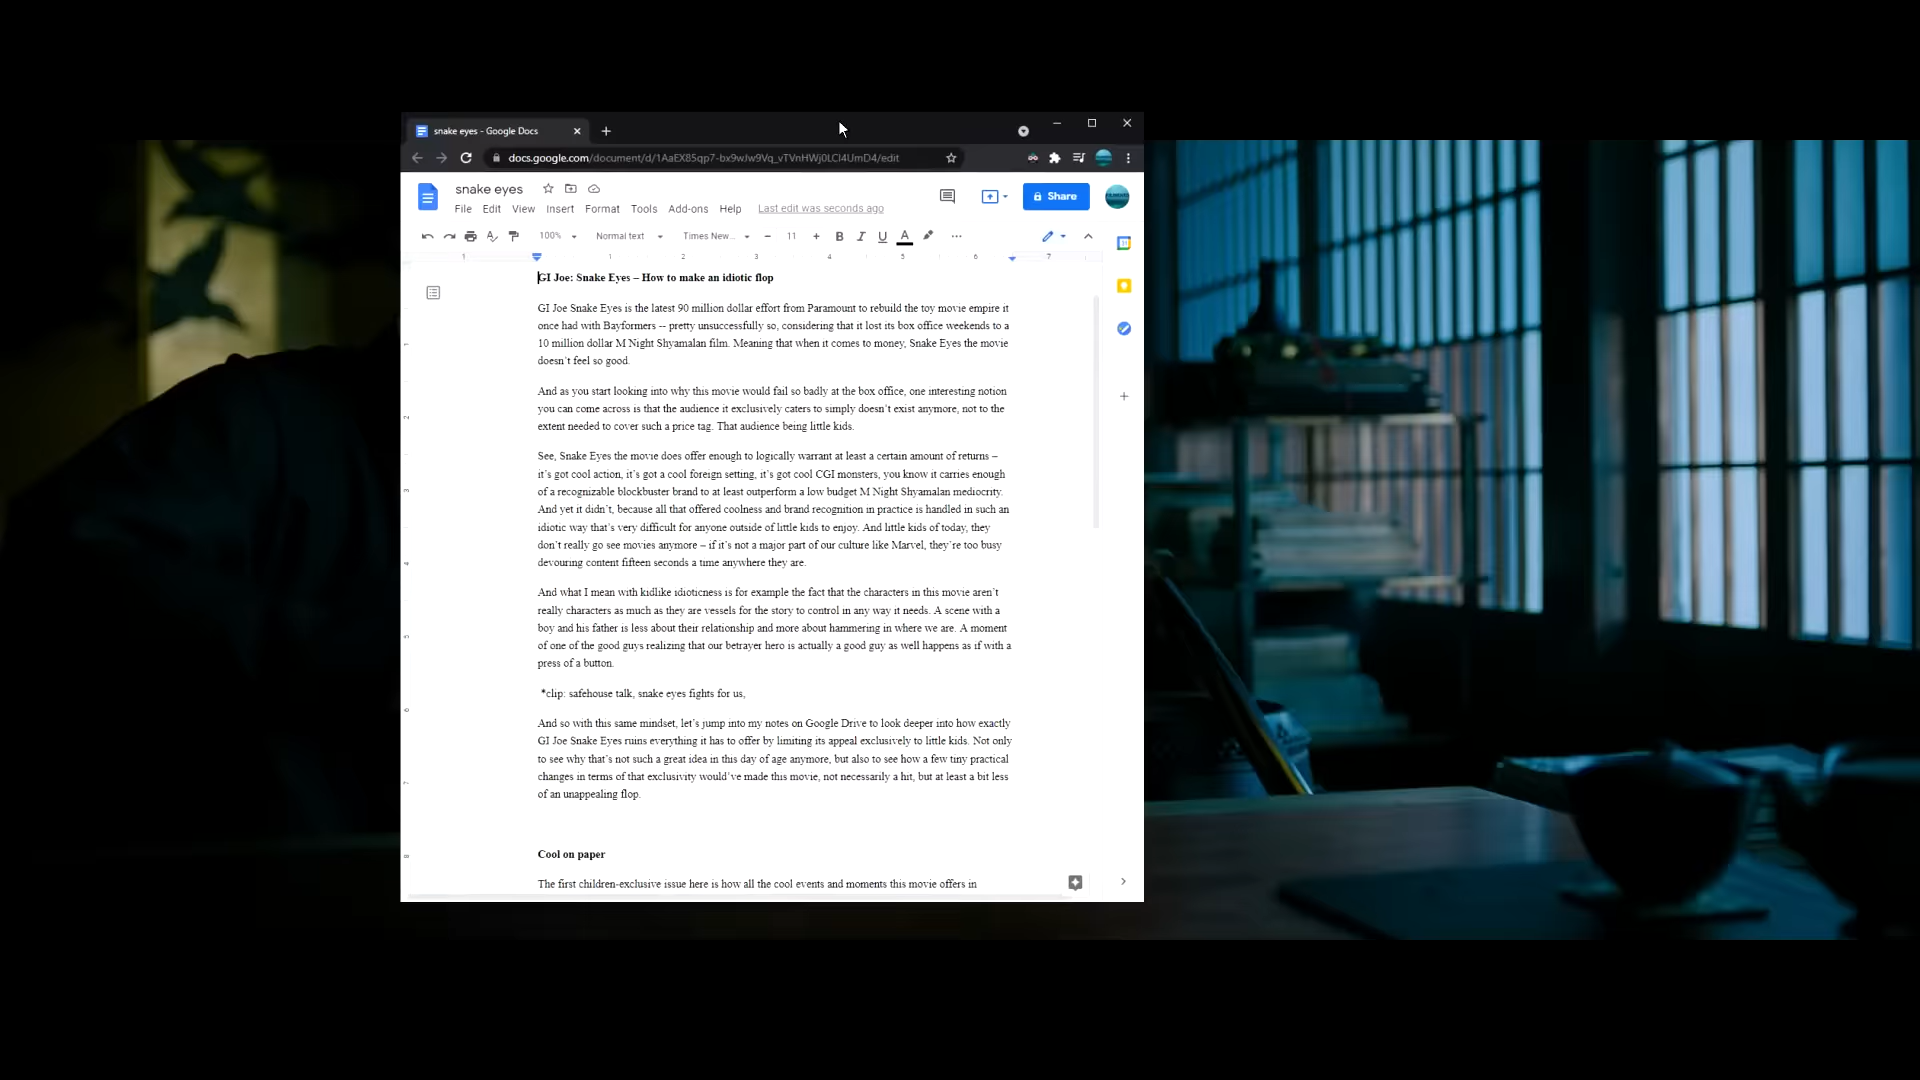 snake eyes - Google Docs
docs.google.com/document/d/1AaEX85qp7-bx9wJw9Vq_vTVnHWj0LCl4UmD4/edit
snake eyes
Share
File Edit View Insert Format Tools Add-ons Help Last edit was seconds ago
100% Normal text Times New... 11
1 1 2 3 4 5 6 7
GI Joe: Snake Eyes – How to make an idiotic flop
GI Joe Snake Eyes is the latest 90 million dollar effort from Paramount to rebuild the toy movie empire it
once had with Bayformers -- pretty unsuccessfully so, considering that it lost its box office weekends to a
10 million dollar M Night Shyamalan film. Meaning that when it comes to money, Snake Eyes the movie
doesn't feel so good.
And as you start looking into why this movie would fail so badly at the box office, one interesting notion
you can come across is that the audience it exclusively caters to simply doesn't exist anymore, not to the
extent needed to cover such a price tag. That audience being little kids.
See, Snake Eyes the movie does offer enough to logically warrant at least a certain amount of returns –
it's got cool action, it's got a cool foreign setting, it's got cool CGI monsters, you know it carries enough
of a recognizable blockbuster brand to at least outperform a low budget M Night Shyamalan mediocrity.
And yet it didn't, because all that offered coolness and brand recognition in practice is handled in such an
idiotic way that's very difficult for anyone outside of little kids to enjoy. And little kids of today, they
don't really go see movies anymore – if it's not a major part of our culture like Marvel, they're too busy
devouring content fifteen seconds a time anywhere they are.
And what I mean with kidlike idioticness is for example the fact that the characters in this movie aren't
really characters as much as they are vessels for the story to control in any way it needs. A scene with a
boy and his father is less about their relationship and more about hammering in where we are. A moment
of one of the good guys realizing that our betrayer hero is actually a good guy as well happens as if with a
press of a button.
*clip: safehouse talk, snake eyes fights for us,
And so with this same mindset, let's jump into my notes on Google Drive to look deeper into how exactly
GI Joe Snake Eyes ruins everything it has to offer by limiting its appeal exclusively to little kids. Not only
to see why that's not such a great idea in this day of age anymore, but also to see how a few tiny practical
changes in terms of that exclusivity would've made this movie, not necessarily a hit, but at least a bit less
of an unappealing flop.
Cool on paper
The first children-exclusive issue here is how all the cool events and moments this movie offers in